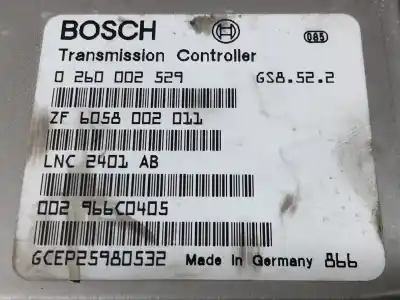 BOSCH
085
Transmission Controller
0 260 002 529 GS8.52.2
ZF 6058 002 011
LNC 2401 AB
002 966C0405
GCEP25980532 Made in Germany 866